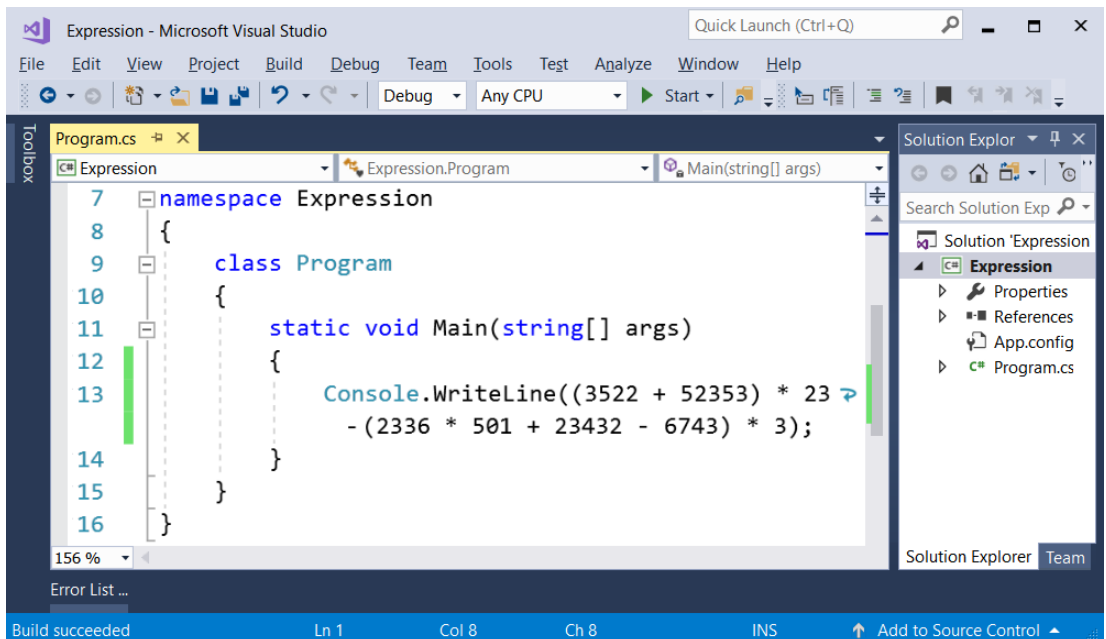 Expression - Microsoft Visual Studio
Quick Launch (Ctrl+Q)
File Edit View Project Build Debug Team Tools Test Analyze Window Help
Debug Any CPU Start
Toolbox
Program.cs
Solution Explor
C# Expression Expression.Program Main(string[] args)
Search Solution Exp
7 namespace Expression
8 {
9 class Program
10 {
11 static void Main(string[] args)
12 {
13 Console.WriteLine((3522 + 52353) * 23
-(2336 * 501 + 23432 - 6743) * 3);
14 }
15 }
16 }
Solution 'Expression
C# Expression
Properties
References
App.config
C# Program.cs
156 %
Solution Explorer Team
Error List ...
Build succeeded Ln 1 Col 8 Ch 8 INS Add to Source Control